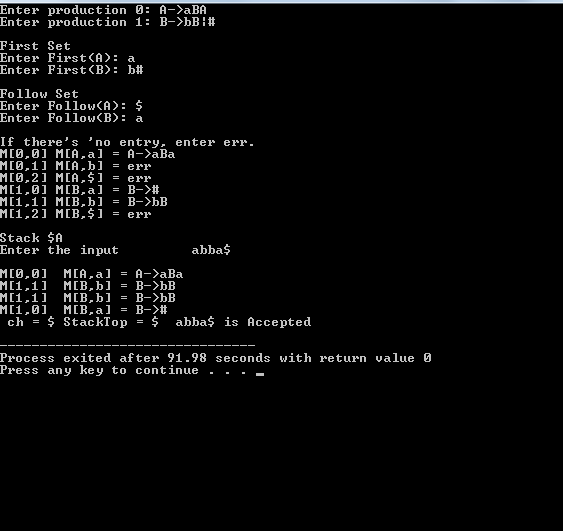 Enter production 0: A->aBA
Enter production 1: B->bB|#
First Set
Enter First(A): a
Enter First(B): b#
Follow Set
Enter Follow(A): $
Enter Follow(B): a
If there's 'no entry, enter err.
M[0,0] M[A,a] = A->aBa
M[0,1] M[A,b] = err
M[0,2] M[A,$] = err
M[1,0] M[B,a] = B->#
M[1,1] M[B,b] = B->bB
M[1,2] M[B,$] = err
Stack $A
Enter the input         abba$
M[0,0]  M[A,a] = A->aBa
M[1,1]  M[B,b] = B->bB
M[1,1]  M[B,b] = B->bB
M[1,0]  M[B,a] = B->#
ch = $ StackTop = $  abba$ is Accepted
--------------------------------
Process exited after 91.98 seconds with return value 0
Press any key to continue . . . _